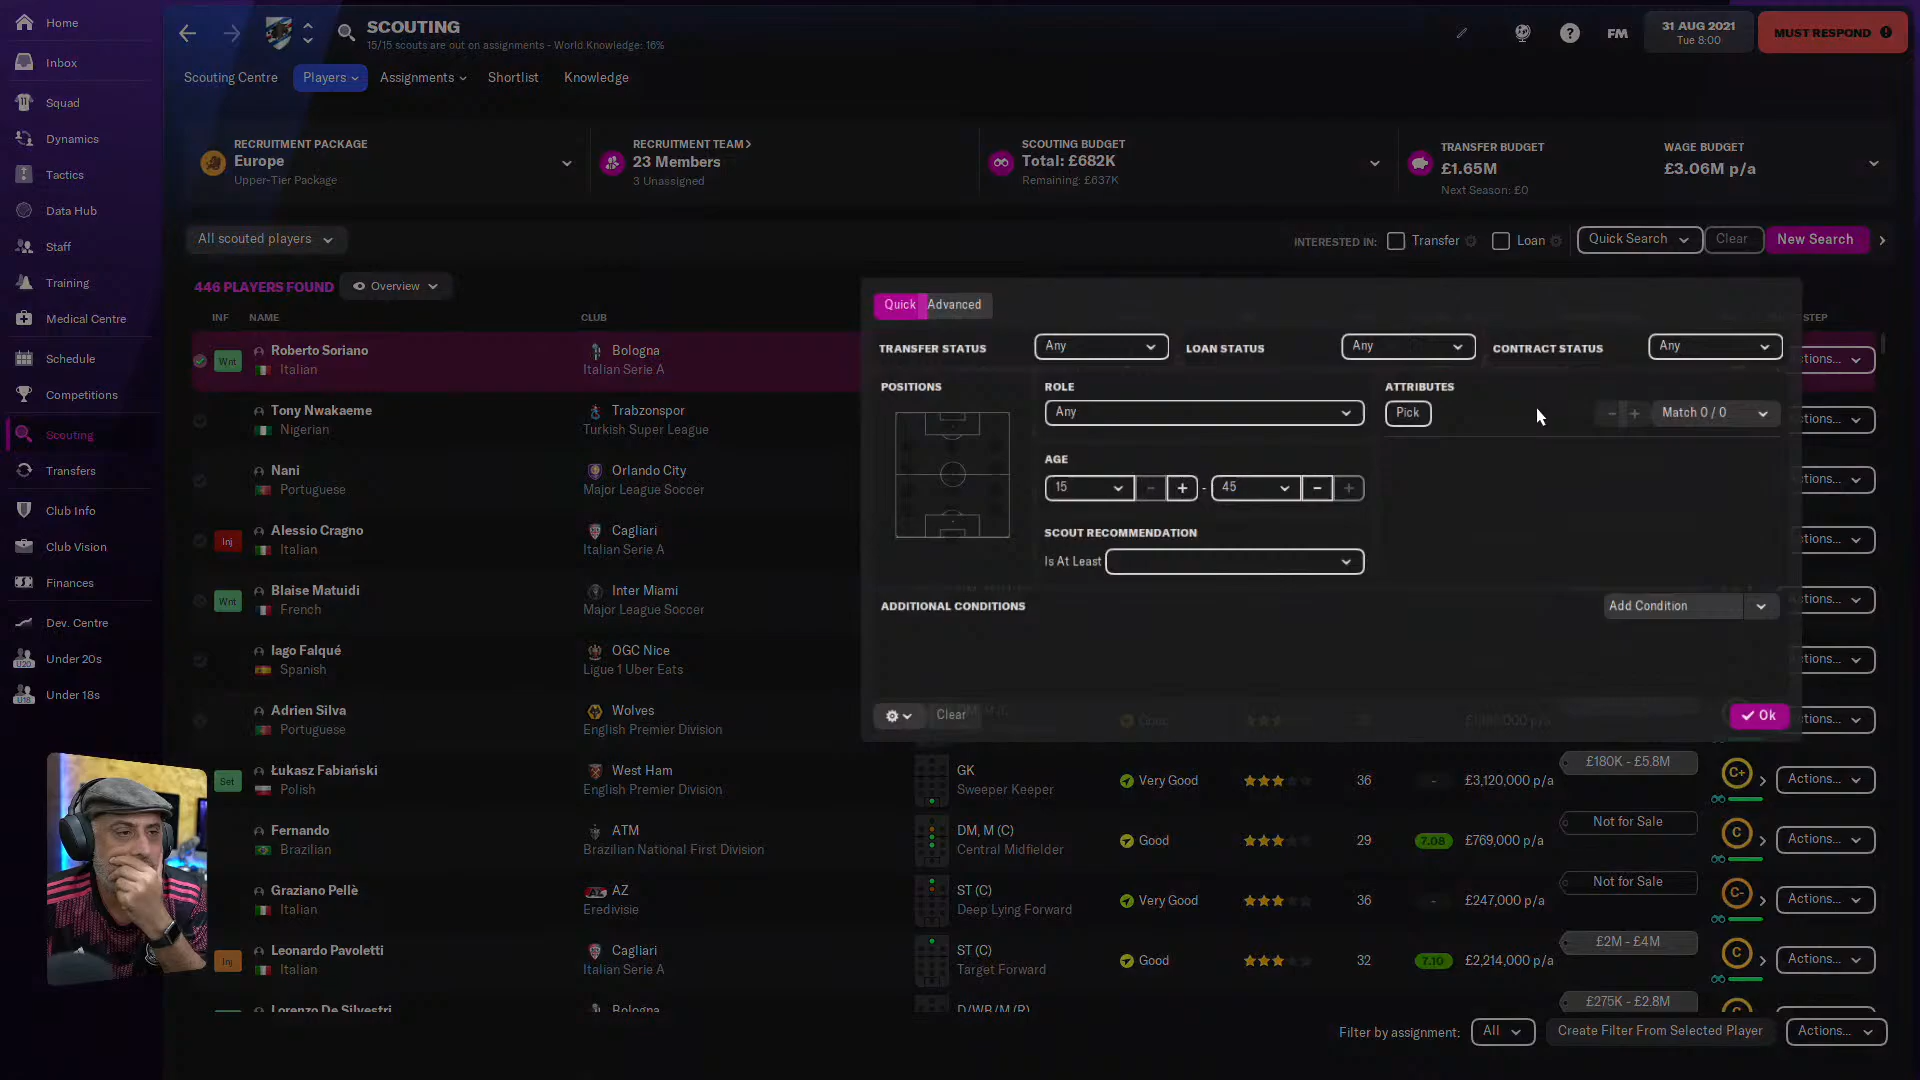 Home
Inbox
Squad
Dynamics
Tactics
Data Hub
Staff
Training
Medical Centre
Schedule
Competitions
Scouting
Transfers
Club Info
Club Vision
Finances
Dev. Centre
Under 20s
Under 18s
SCOUTING
15/15 scouts are out on assignments - World Knowledge: 16%
FM
31 AUG 2021
Tue 8:00
MUST RESPOND
Scouting Centre
Players
Assignments
Shortlist
Knowledge
RECRUITMENT PACKAGE
Europe
Upper-Tier Package
RECRUITMENT TEAM>
23 Members
3 Unassigned
SCOUTING BUDGET
Total: £682K
Remaining: £637K
TRANSFER BUDGET
£1.65M
Next Season: £0
WAGE BUDGET
£3.06M p/a
All scouted players
INTERESTED IN:
Transfer
Loan
Quick Search
Clear
New Search
446 PLAYERS FOUND
Overview
INF NAME CLUB STEP
Wnt Roberto Soriano Bologna
Italian Italian Serie A
Tony Nwakaeme Trabzonspor
Nigerian Turkish Super League
Nani Orlando City
Portuguese Major League Soccer
Inj Alessio Cragno Cagliari
Italian Italian Serie A
Wnt Blaise Matuidi Inter Miami
French Major League Soccer
Iago Falqué OGC Nice
Spanish Ligue 1 Uber Eats
Adrien Silva Wolves
Portuguese English Premier Division
Set Łukasz Fabiański West Ham GK Very Good 36 - £3,120,000 p/a £180K - £5.8M C+ Actions...
Polish English Premier Division Sweeper Keeper
Fernando ATM DM, M (C) Good 29 7.08 £769,000 p/a Not for Sale C Actions...
Brazilian Brazilian National First Division Central Midfielder
Graziano Pellè AZ ST (C) Very Good 36 - £247,000 p/a Not for Sale C- Actions...
Italian Eredivisie Deep Lying Forward
Inj Leonardo Pavoletti Cagliari ST (C) Good 32 7.10 £2,214,000 p/a £2M - £4M C Actions...
Italian Italian Serie A Target Forward
Lorenzo De Silvestri Bologna D/WB/M (R) £275K - £2.8M
Quick
Advanced
TRANSFER STATUS Any
LOAN STATUS Any
CONTRACT STATUS Any
POSITIONS
ROLE
Any
ATTRIBUTES
Pick
Match 0 / 0
AGE
15 - + - 45 - +
SCOUT RECOMMENDATION
Is At Least
ADDITIONAL CONDITIONS
Add Condition
Clear
Ok
Filter by assignment:
All
Create Filter From Selected Player
Actions...